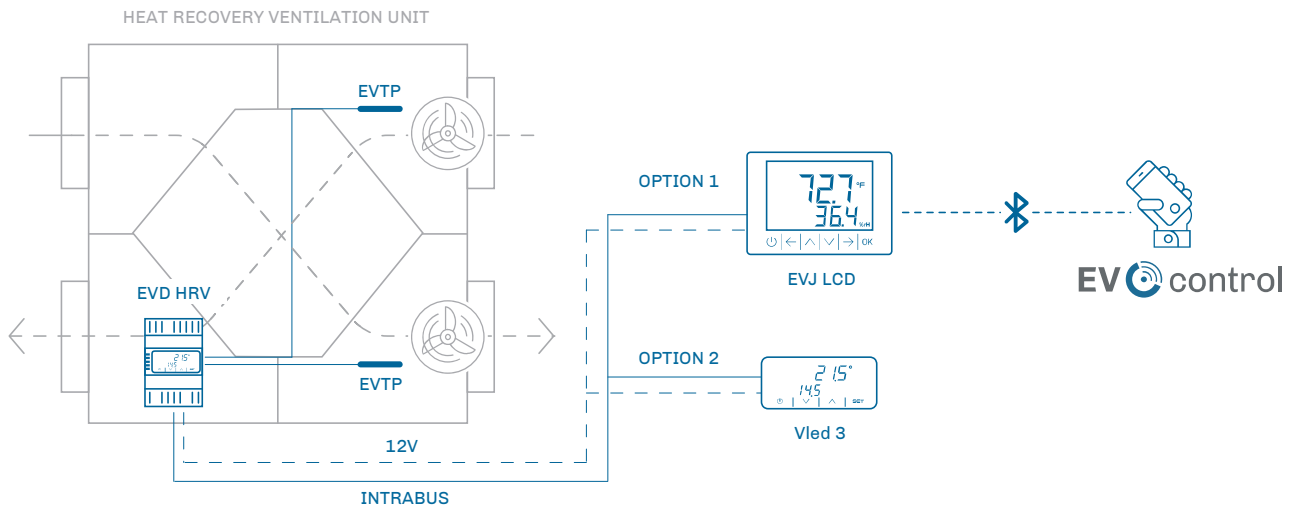 HEAT RECOVERY VENTILATION UNIT
EVTP
OPTION 1
72.7 °F
36.4 %rH
OK
EVJ LCD
EV control
EVD HRV
21.5°
14.5
EVTP
OPTION 2
21.5°
14.5
SET
Vled 3
12V
INTRABUS